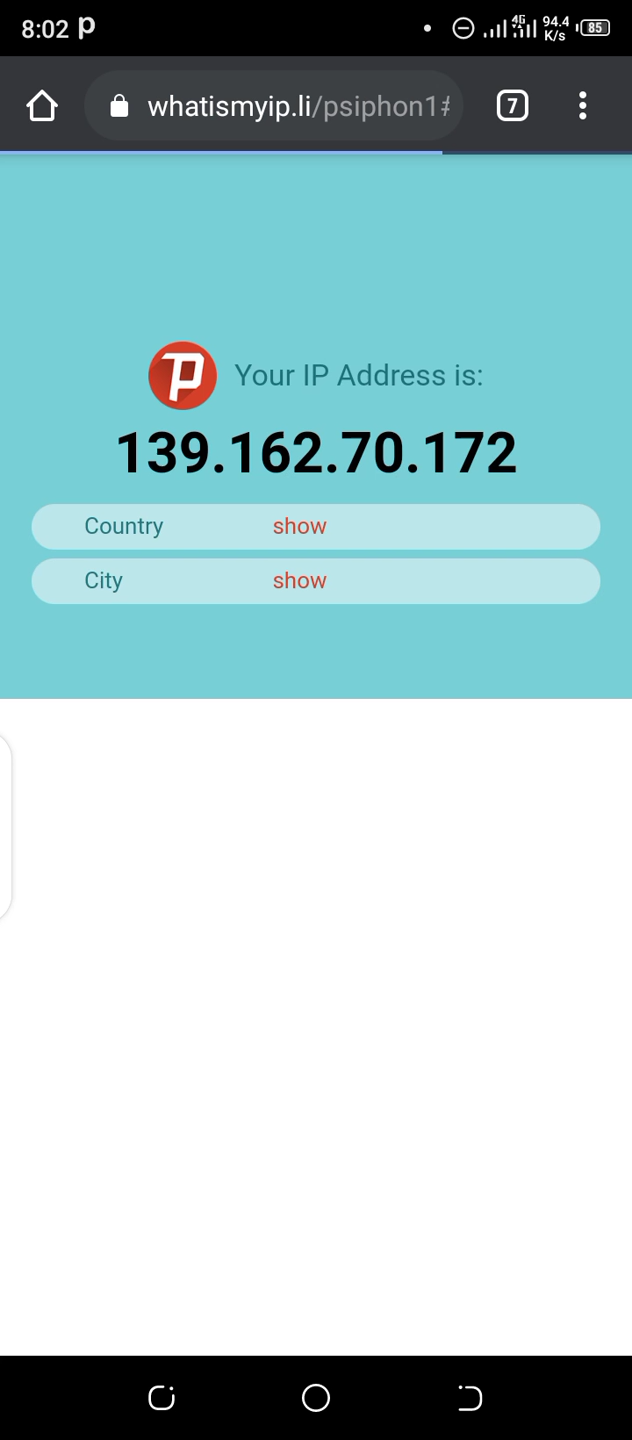 8:02 p 4G 94.4 K/s 85
whatismyip.li/psiphon1# 7
Your IP Address is:
139.162.70.172
Country show
City show